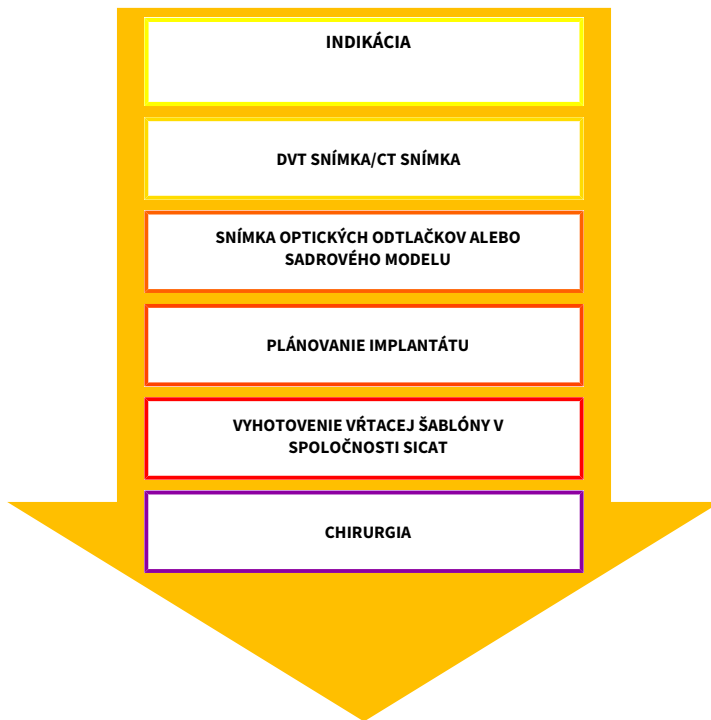 INDIKÁCIA
DVT SNÍMKA/CT SNÍMKA
SNÍMKA OPTICKÝCH ODTLAČKOV ALEBO
SADROVÉHO MODELU
PLÁNOVANIE IMPLANTÁTU
VYHOTOVENIE VŔTACEJ ŠABLÓNY V
SPOLOČNOSTI SICAT
CHIRURGIA